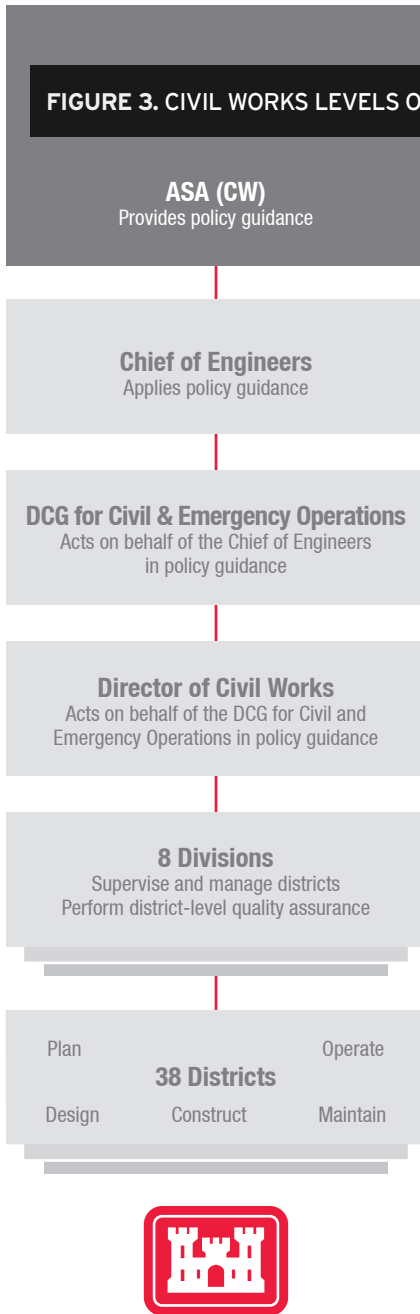 FIGURE 3. CIVIL WORKS LEVELS O
ASA (CW)
Provides policy guidance
Chief of Engineers
Applies policy guidance
DCG for Civil & Emergency Operations
Acts on behalf of the Chief of Engineers
in policy guidance
Director of Civil Works
Acts on behalf of the DCG for Civil and
Emergency Operations in policy guidance
8 Divisions
Supervise and manage districts
Perform district-level quality assurance
Plan Operate
38 Districts
Design Construct Maintain